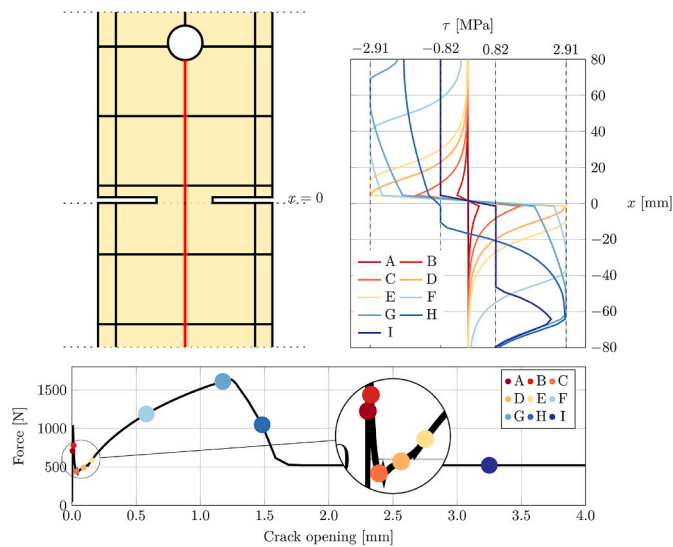 τ [MPa]
−2.91 −0.82 0.82 2.91
80
60
40
20
x = 0
0 x [mm]
−20
−40
−60
−80
A B
C D
E F
G H
I
Force [N]
1500
1000
500
0
A B C
D E F
G H I
0.0 0.5 1.0 1.5 2.0 2.5 3.0 3.5 4.0
Crack opening [mm]